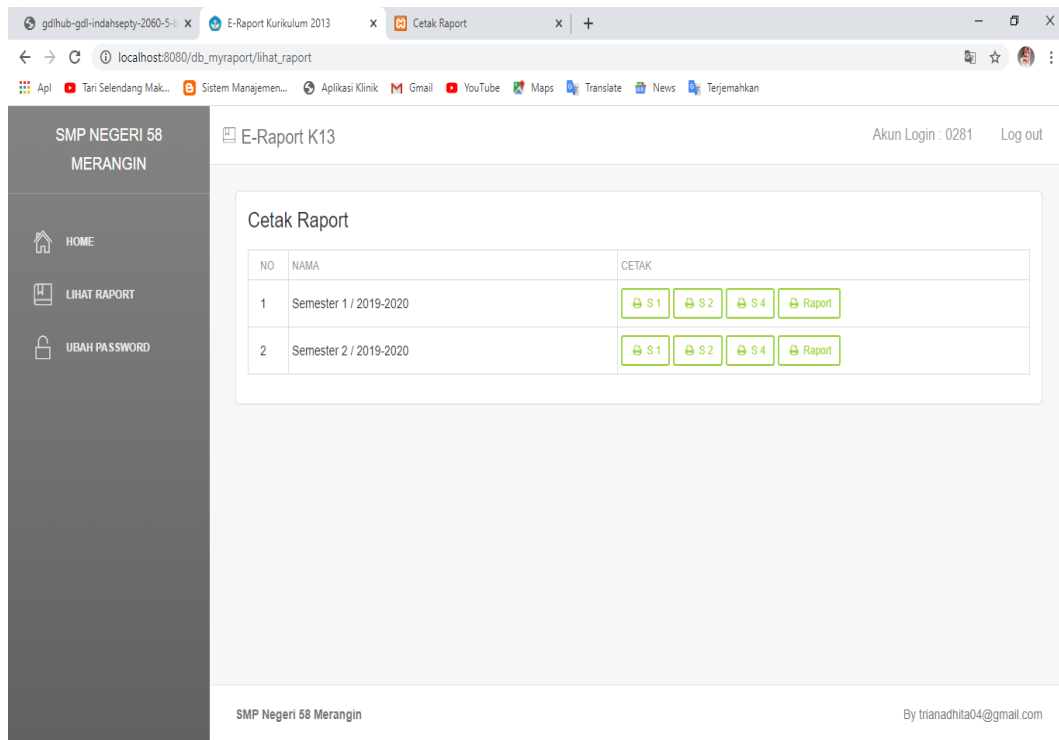 gdlhub-gdl-indahsepty-2060-5-b
E-Raport Kurikulum 2013
Cetak Raport
localhost:8080/db_myraport/lihat_raport
Apl
Tari Selendang Mak...
Sistem Manajemen...
Aplikasi Klinik
Gmail
YouTube
Maps
Translate
News
Terjemahkan
SMP NEGERI 58
MERANGIN
E-Raport K13
Akun Login : 0281
Log out
HOME
LIHAT RAPORT
UBAH PASSWORD
Cetak Raport
NO NAMA CETAK
1 Semester 1 / 2019-2020 S 1 S 2 S 4 Raport
2 Semester 2 / 2019-2020 S 1 S 2 S 4 Raport
SMP Negeri 58 Merangin
By trianadhita04@gmail.com